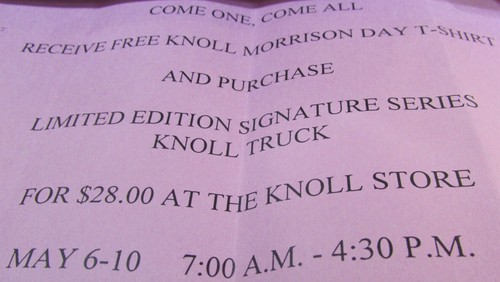 COME ONE, COME ALL
RECEIVE FREE KNOLL MORRISON DAY T-SHIRT
AND PURCHASE
LIMITED EDITION SIGNATURE SERIES
KNOLL TRUCK
FOR $28.00 AT THE KNOLL STORE
MAY 6-10 7:00 A.M. - 4:30 P.M.